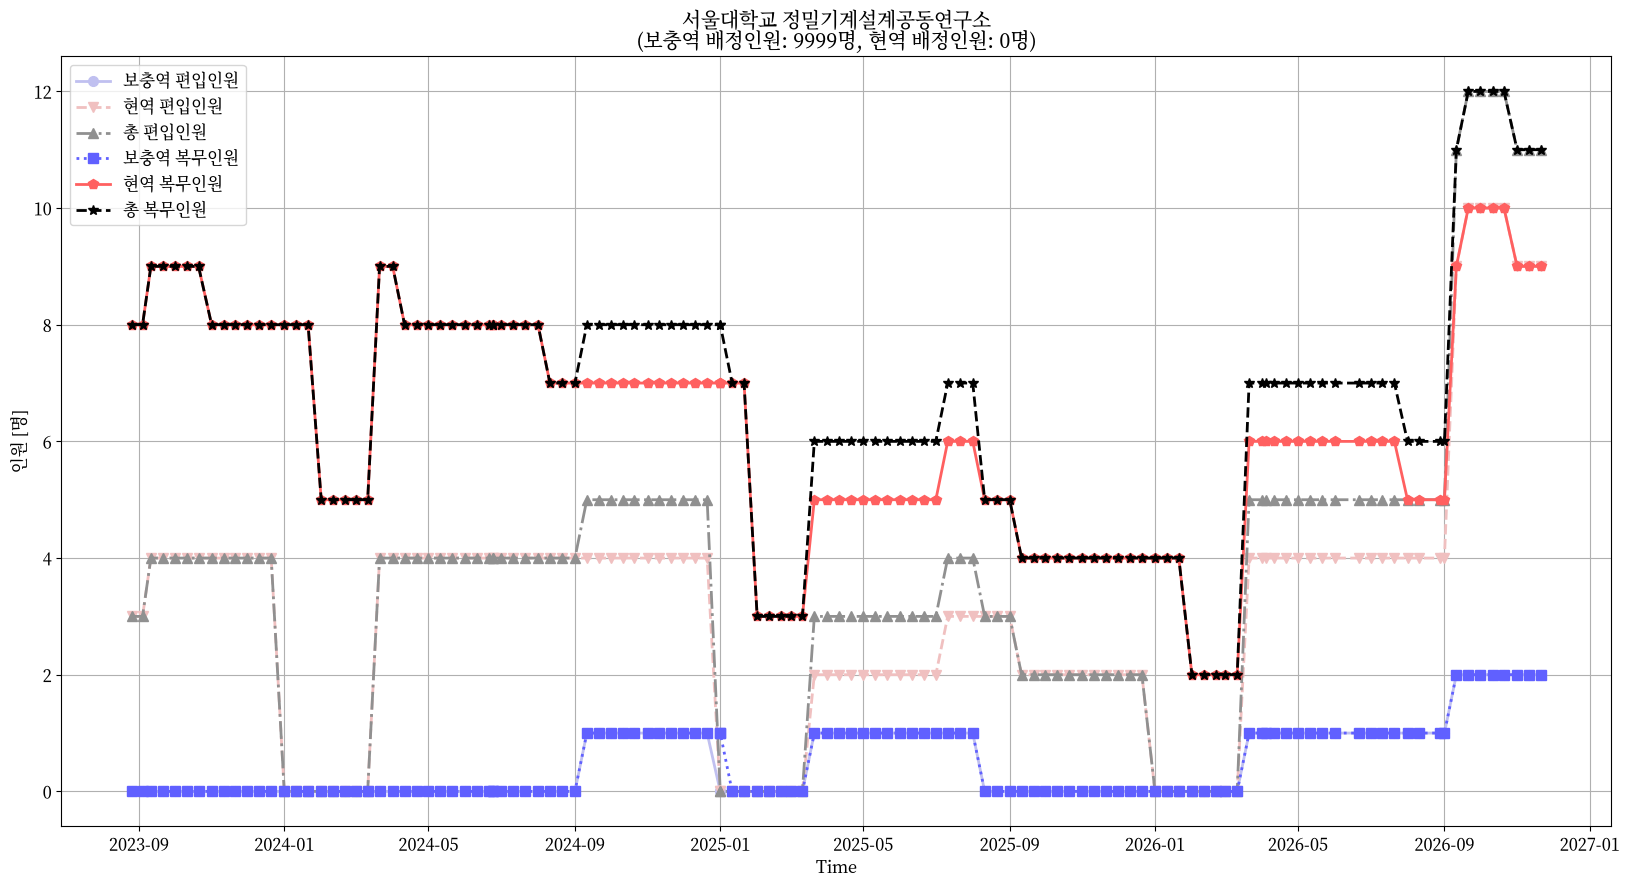 서울대학교 정밀기계설계공동연구소
(보충역 배정인원: 9999명, 현역 배정인원: 0명)
보충역 편입인원
현역 편입인원
총 편입인원
보충역 복무인원
현역 복무인원
총 복무인원
인원 [명]
12
10
8
6
4
2
0
2023-09
2024-01
2024-05
2024-09
2025-01
2025-05
2025-09
2026-01
2026-05
2026-09
2027-01
Time